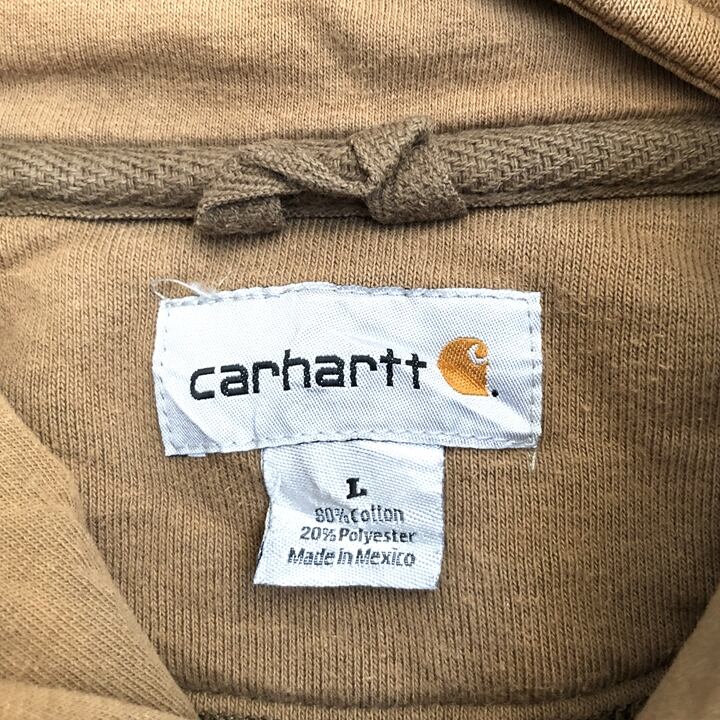 carhartt
L
80% Cotton
20% Polyester
Made in Mexico